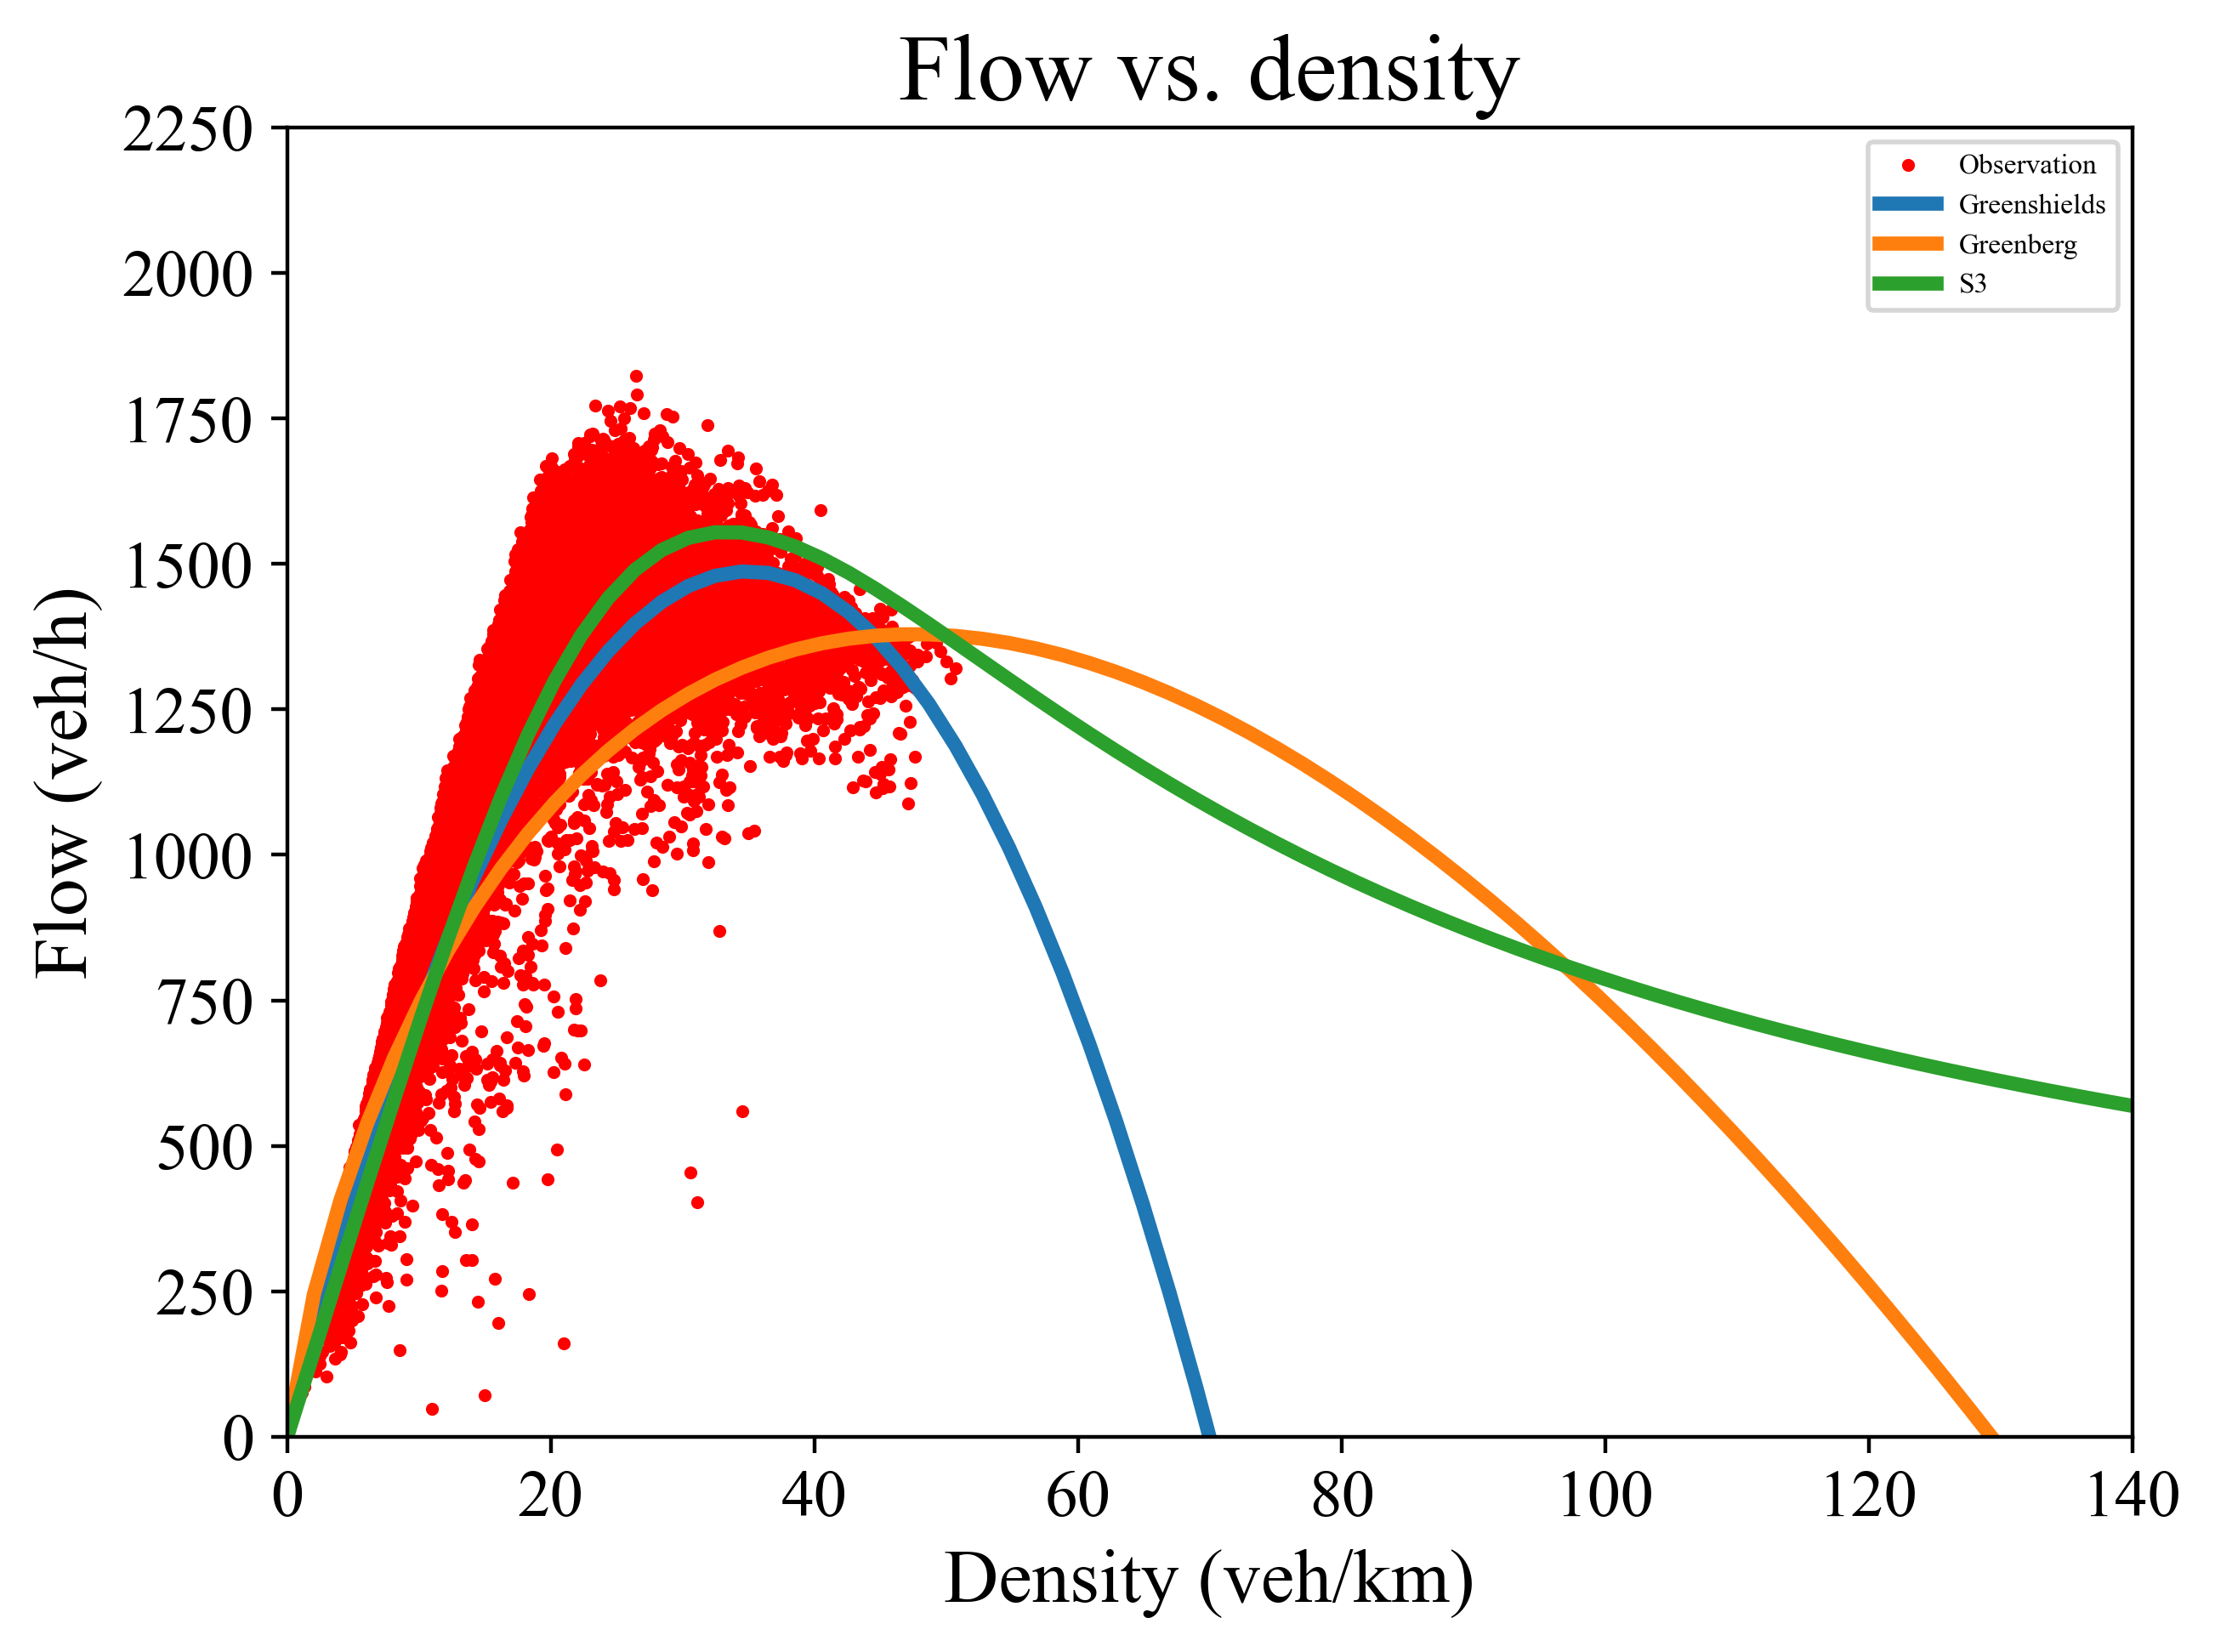 Flow vs. density
2250
2000
1750
1500
1250
1000
750
500
250
0
Flow (veh/h)
Observation
Greenshields
Greenberg
S3
0 20 40 60 80 100 120 140
Density (veh/km)